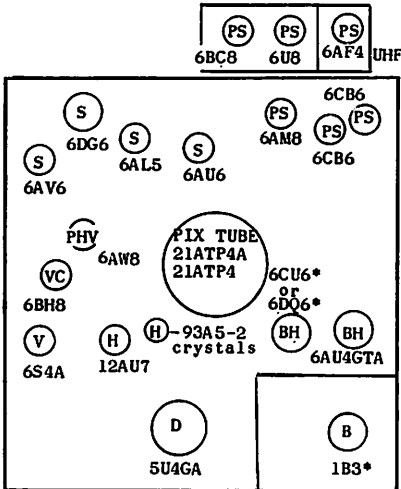 PS PS PS
6BC8 6U8 6AF4 UHF
6CB6
S PS PS
6DG6 S 6AM8 PS
S 6AL5 S 6CB6
6AV6 6AU6
PHV
6AW8
PIX TUBE
21ATP4A
21ATP4
VC
6BH8
6CU6*
or
6DQ6*
V H H -93A5-2 BH BH
crystals
6S4A 12AU7 6AU4GTA
D B
5U4GA 1B3*